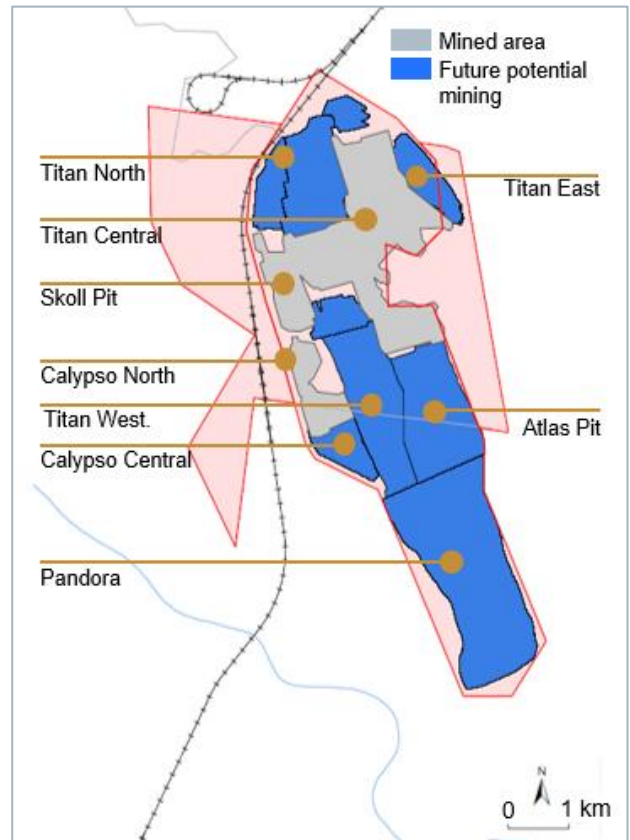 Mined area
Future potential
mining
Titan North
Titan East
Titan Central
Skoll Pit
Calypso North
Titan West.
Atlas Pit
Calypso Central
Pandora
N
0 1 km